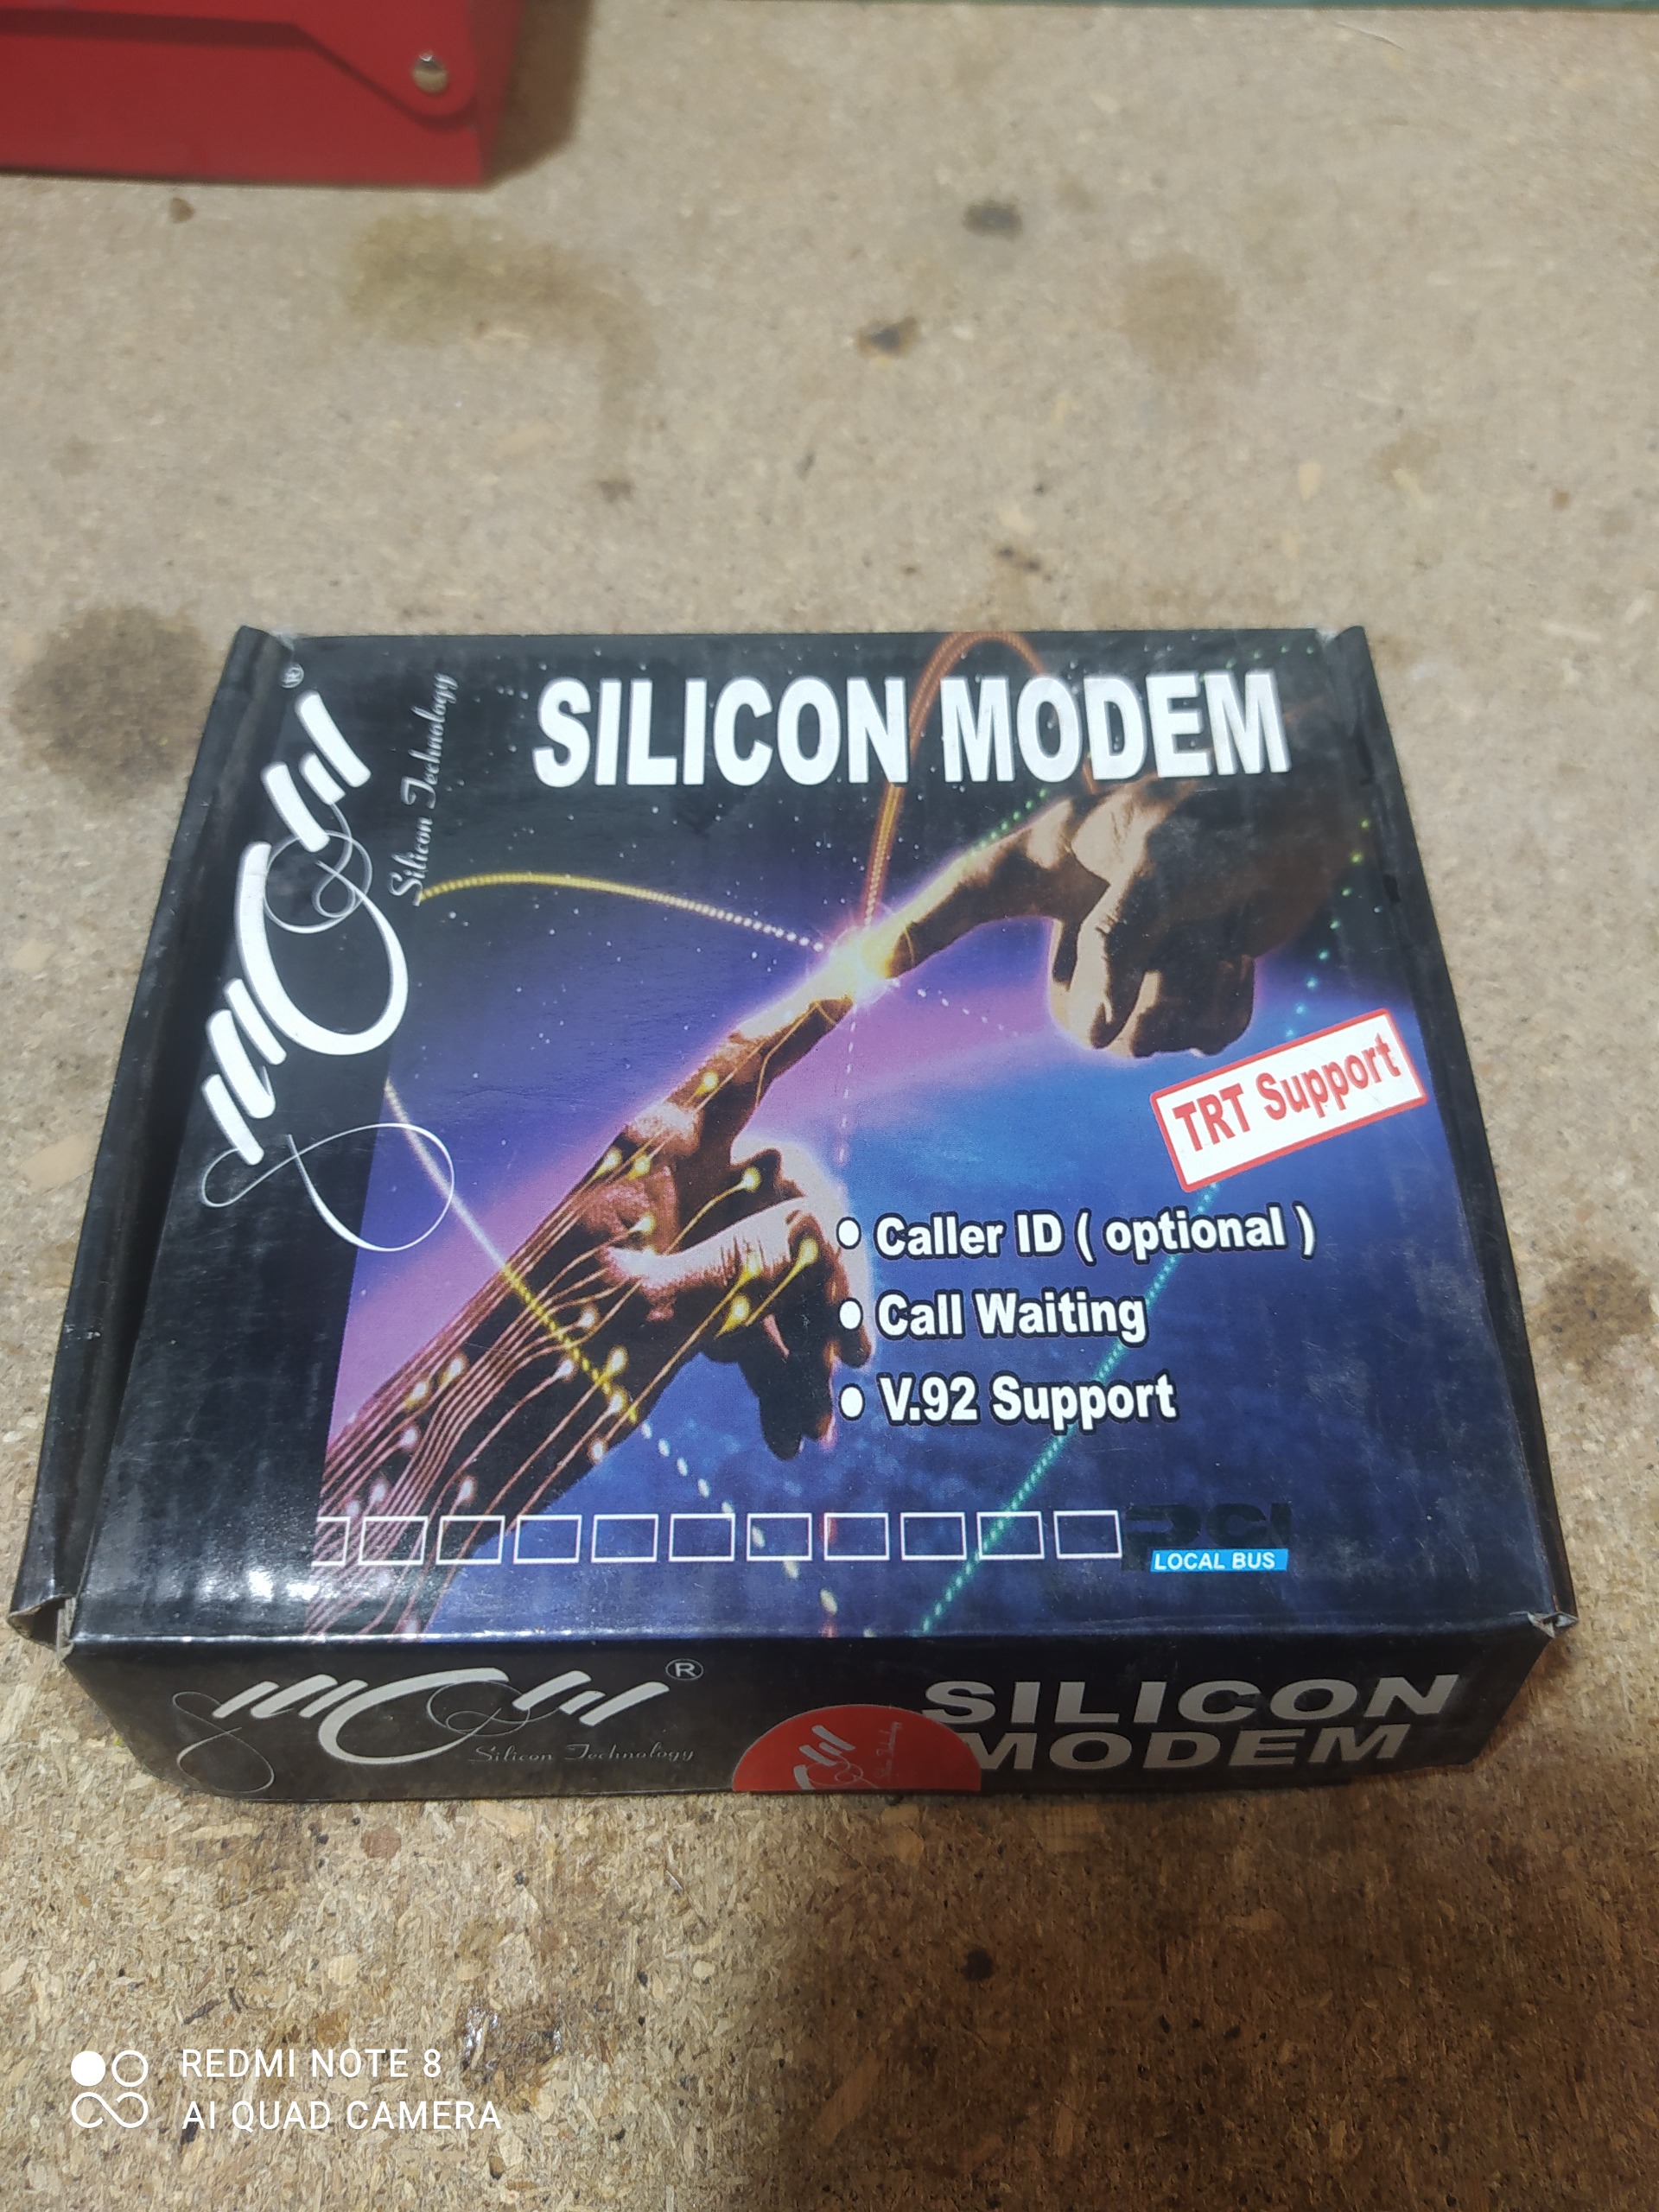 SILICON MODEM
®
Silicon Technology
TRT Support
• Caller ID ( optional )
• Call Waiting
• V.92 Support
PCI
LOCAL BUS
®
Silicon Technology
SILICON
MODEM
REDMI NOTE 8
AI QUAD CAMERA